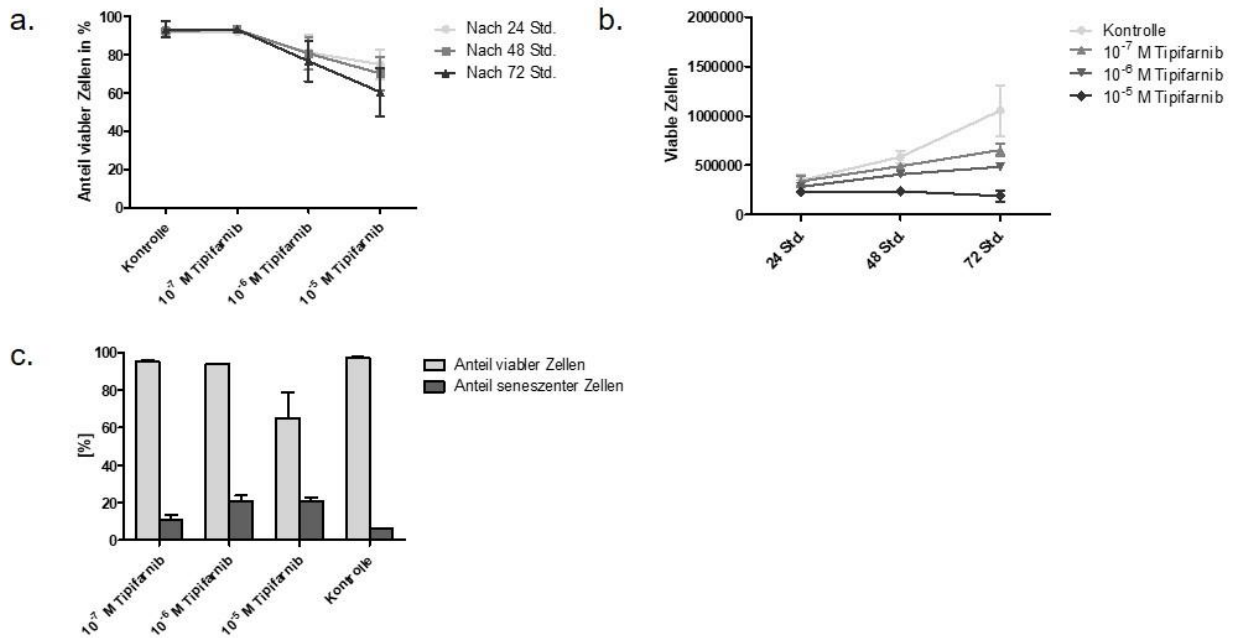 a.
Anteil viabler Zellen in %
100
80
60
40
20
0
Kontrolle
10⁻⁷ M Tipifarnib
10⁻⁶ M Tipifarnib
10⁻⁵ M Tipifarnib
Nach 24 Std.
Nach 48 Std.
Nach 72 Std.
b.
Viable Zellen
2000000
1500000
1000000
500000
0
24 Std.
48 Std.
72 Std.
Kontrolle
10⁻⁷ M Tipifarnib
10⁻⁶ M Tipifarnib
10⁻⁵ M Tipifarnib
c.
[%]
100
80
60
40
20
0
10⁻⁷ M Tipifarnib
10⁻⁶ M Tipifarnib
10⁻⁵ M Tipifarnib
Kontrolle
Anteil viabler Zellen
Anteil seneszenter Zellen